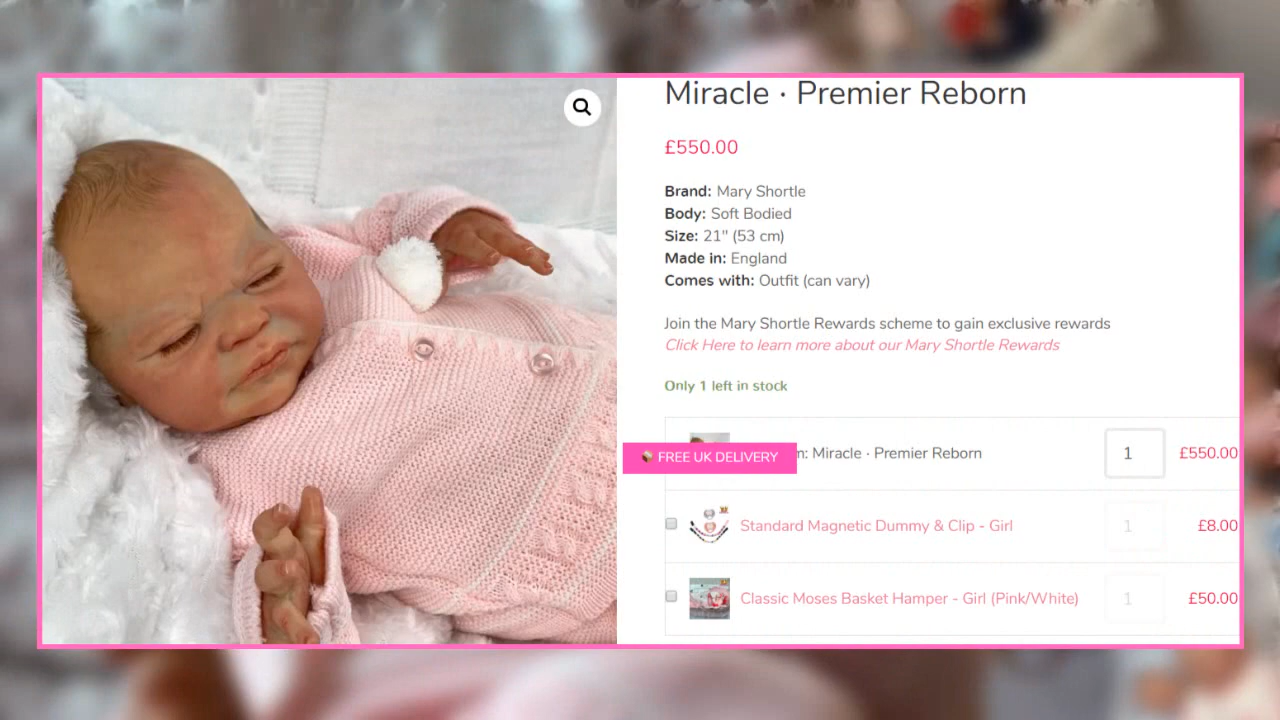 Miracle · Premier Reborn
£550.00
Brand: Mary Shortle
Body: Soft Bodied
Size: 21" (53 cm)
Made in: England
Comes with: Outfit (can vary)
Join the Mary Shortle Rewards scheme to gain exclusive rewards
Click Here to learn more about our Mary Shortle Rewards
Only 1 left in stock
FREE UK DELIVERY
m: Miracle · Premier Reborn 1 £550.00
Standard Magnetic Dummy & Clip - Girl 1 £8.00
Classic Moses Basket Hamper - Girl (Pink/White) 1 £50.00